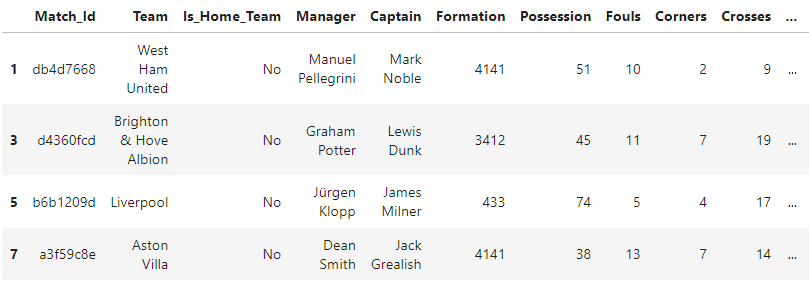 Match_Id Team Is_Home_Team Manager Captain Formation Possession Fouls Corners Crosses ...
1 db4d7668 West Ham United No Manuel Pellegrini Mark Noble 4141 51 10 2 9 ...
3 d4360fcd Brighton & Hove Albion No Graham Potter Lewis Dunk 3412 45 11 7 19 ...
5 b6b1209d Liverpool No Jürgen Klopp James Milner 433 74 5 4 17 ...
7 a3f59c8e Aston Villa No Dean Smith Jack Grealish 4141 38 13 7 14 ...